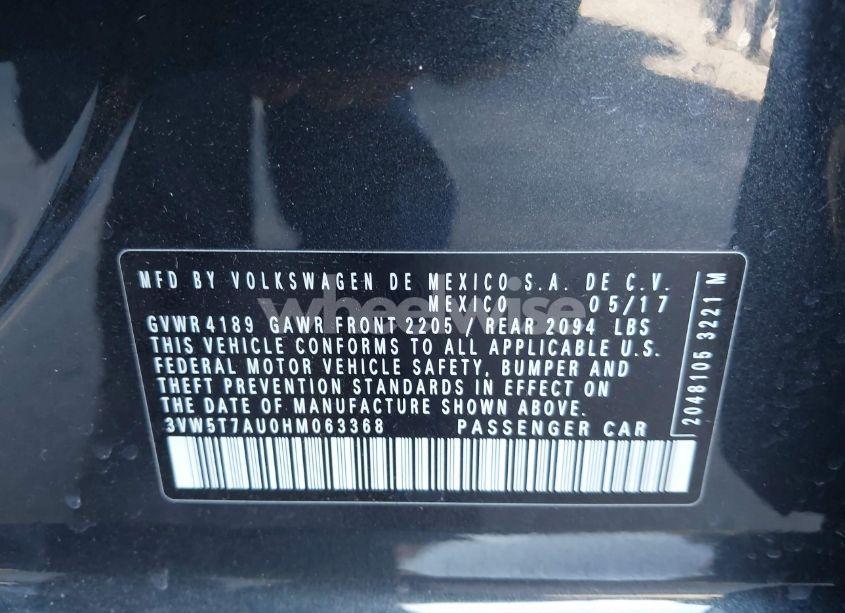 MFD BY VOLKSWAGEN DE MEXICO S.A. DE C.V.
MEXICO 05/17
GVWR 4189 GAWR FRONT 2205 / REAR 2094 LBS
THIS VEHICLE CONFORMS TO ALL APPLICABLE U.S.
FEDERAL MOTOR VEHICLE SAFETY, BUMPER AND
THEFT PREVENTION STANDARDS IN EFFECT ON
THE DATE OF MANUFACTURE SHOWN ABOVE.
3VW5T7AU0HM063368 PASSENGER CAR
2048105 3221 M
wheelwise